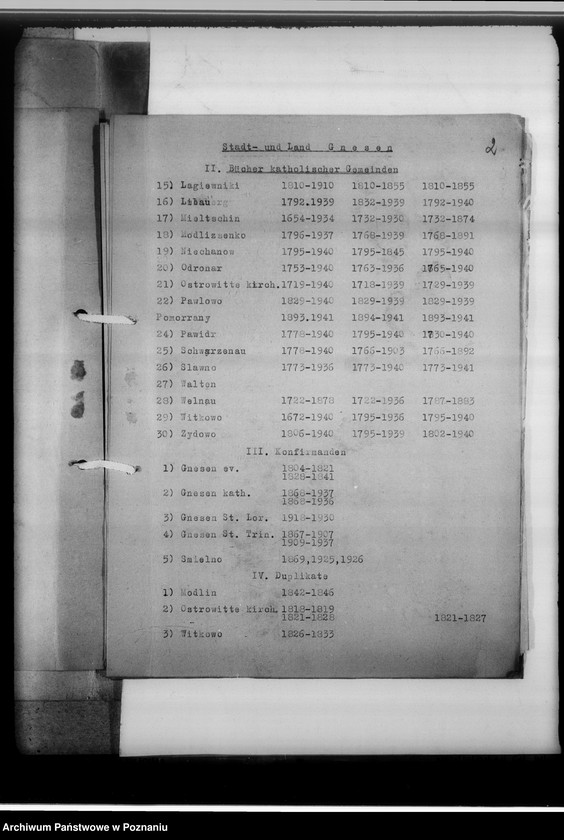 2
Stadt- und Land Gnesen
II. Bücher katholischer Gemeinden
15) Lagiewniki 1810-1910 1810-1855 1810-1855
16) Libau 1792.1939 1832-1939 1792-1940
17) Mieltschin 1654-1934 1732-1930 1732-1874
18) Modliszenko 1796-1937 1768-1939 1768-1891
19) Niechanow 1795-1940 1795-1845 1795-1940
20) Odronar 1753-1940 1763-1936 1765-1940
21) Ostrowitte kirch. 1719-1940 1718-1939 1729-1939
22) Pawlowo 1829-1940 1829-1939 1829-1939
Pomorrany 1893.1941 1894-1941 1893-1941
24) Pawidz 1778-1940 1795-1940 1830-1940
25) Schwarzenau 1778-1940 1766-1903 1766-1892
26) Slawno 1773-1936 1773-1940 1773-1941
27) Walton
28) Welnau 1722-1878 1722-1936 1787-1883
29) Witkowo 1672-1940 1795-1936 1795-1940
30) Zydowo 1806-1940 1795-1939 1802-1940
III. Konfirmanden
1) Gnesen ev. 1804-1821
1828-1841
2) Gnesen kath. 1868-1937
1868-1936
3) Gnesen St. Lor. 1918-1930
4) Gnesen St. Trin. 1867-1907
1909-1937
5) Smielno 1869,1925,1926
IV. Duplikate
1) Modlin 1842-1846
2) Ostrowitte kirch. 1818-1819
1821-1828 1821-1827
3) Witkowo 1826-1833
Archiwum Państwowe w Poznaniu